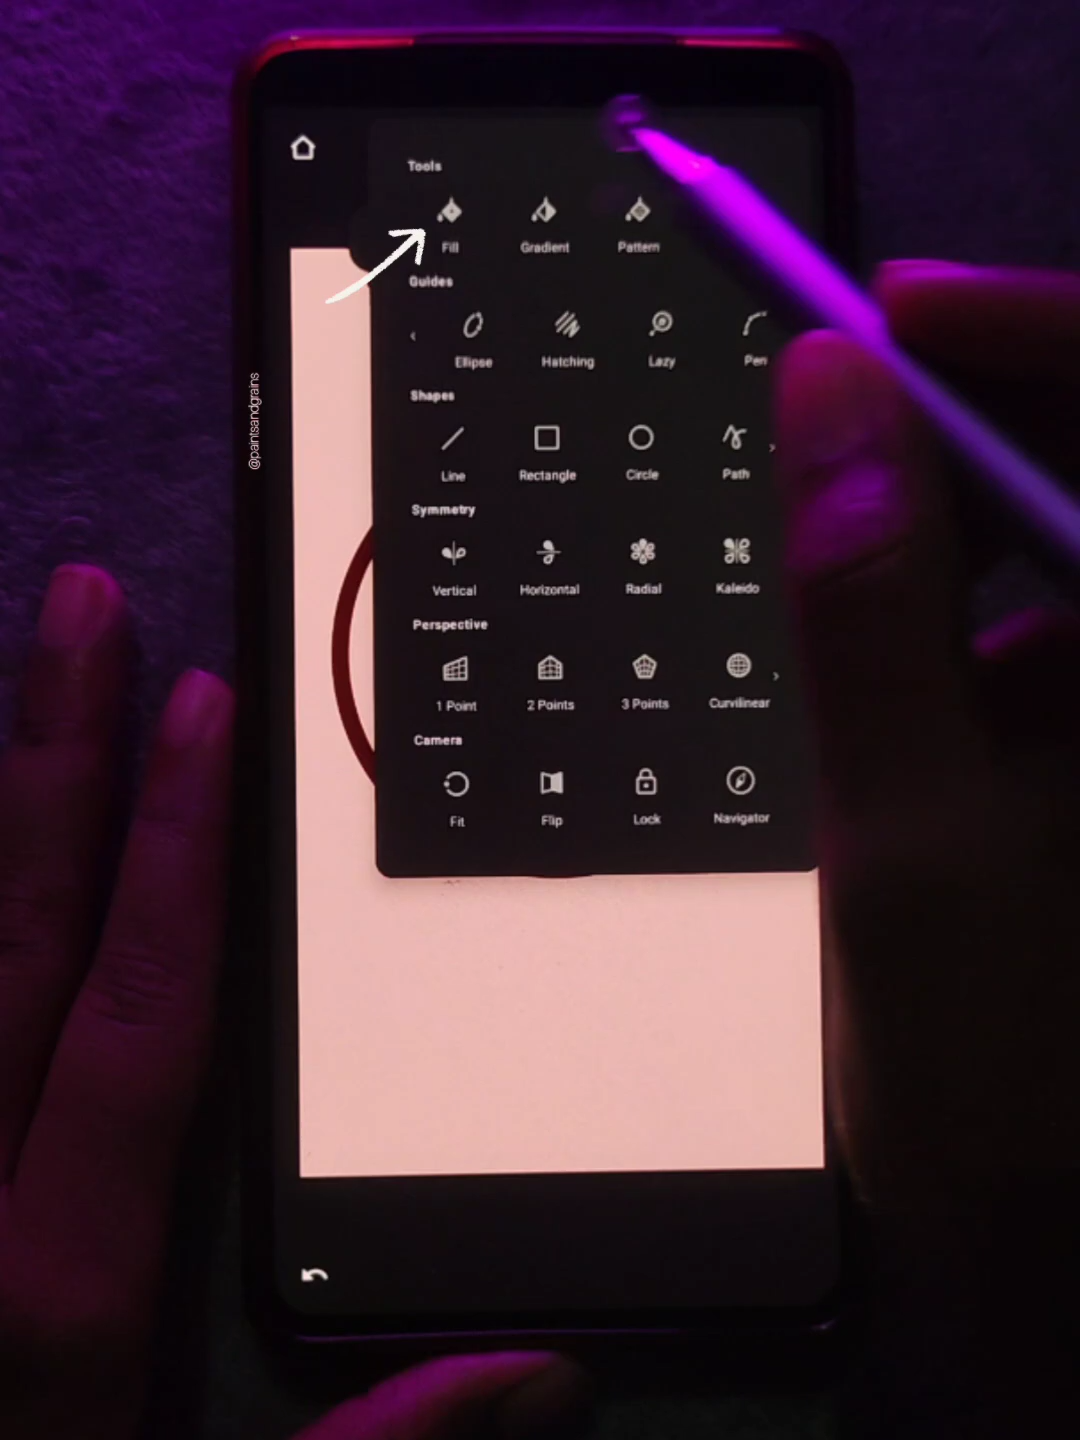 Tools
Fill Gradient Pattern
Guides
Ellipse Hatching Lazy Pen
Shapes
Line Rectangle Circle Path
Symmetry
Vertical Horizontal Radial Kaleido
Perspective
1 Point 2 Points 3 Points Curvilinear
Camera
Fit Flip Lock Navigator
@paintsandgrains